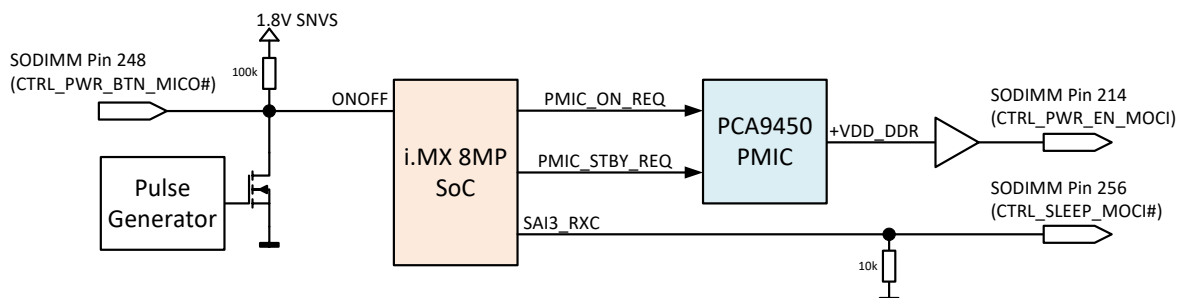 1.8V SNVS
SODIMM Pin 248
(CTRL_PWR_BTN_MICO#)
100k
ONOFF
Pulse
Generator
i.MX 8MP
SoC
PMIC_ON_REQ
PMIC_STBY_REQ
SAI3_RXC
PCA9450
PMIC
+VDD_DDR
SODIMM Pin 214
(CTRL_PWR_EN_MOCI)
SODIMM Pin 256
(CTRL_SLEEP_MOCI#)
10k